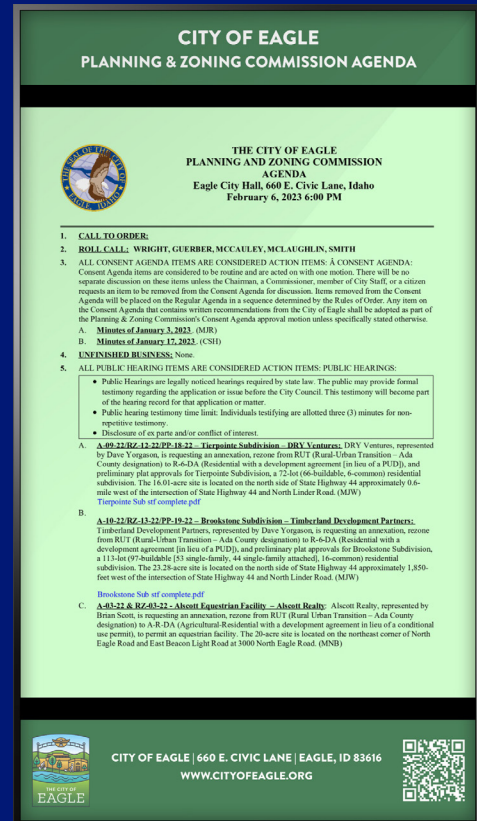 CITY OF EAGLE
PLANNING & ZONING COMMISSION AGENDA
THE SEAL OF THE CITY OF
EAGLE, IDAHO
THE CITY OF EAGLE
PLANNING AND ZONING COMMISSION
AGENDA
Eagle City Hall, 660 E. Civic Lane, Idaho
February 6, 2023 6:00 PM
1. CALL TO ORDER:
2. ROLL CALL: WRIGHT, GUERBER, MCCAULEY, MCLAUGHLIN, SMITH
3. ALL CONSENT AGENDA ITEMS ARE CONSIDERED ACTION ITEMS: Â CONSENT AGENDA:
Consent Agenda items are considered to be routine and are acted on with one motion. There will be no
separate discussion on these items unless the Chairman, a Commissioner, member of City Staff, or a citizen
requests an item to be removed from the Consent Agenda for discussion. Items removed from the Consent
Agenda will be placed on the Regular Agenda in a sequence determined by the Rules of Order. Any item on
the Consent Agenda that contains written recommendations from the City of Eagle shall be adopted as part of
the Planning & Zoning Commission's Consent Agenda approval motion unless specifically stated otherwise.
A. Minutes of January 3, 2023. (MJR)
B. Minutes of January 17, 2023. (CSH)
4. UNFINISHED BUSINESS: None.
5. ALL PUBLIC HEARING ITEMS ARE CONSIDERED ACTION ITEMS: PUBLIC HEARINGS:
• Public Hearings are legally noticed hearings required by state law. The public may provide formal
testimony regarding the application or issue before the City Council. This testimony will become part
of the hearing record for that application or matter.
• Public hearing testimony time limit: Individuals testifying are allotted three (3) minutes for non-
repetitive testimony.
• Disclosure of ex parte and/or conflict of interest.
A. A-09-22/RZ-12-22/PP-18-22 – Tierpointe Subdivision – DRY Ventures: DRY Ventures, represented
by Dave Yorgason, is requesting an annexation, rezone from RUT (Rural-Urban Transition – Ada
County designation) to R-6-DA (Residential with a development agreement [in lieu of a PUD]), and
preliminary plat approvals for Tierpointe Subdivision, a 72-lot (66-buildable, 6-common) residential
subdivision. The 16.01-acre site is located on the north side of State Highway 44 approximately 0.6-
mile west of the intersection of State Highway 44 and North Linder Road. (MJW)
Tierpointe Sub stf complete.pdf
B.
A-10-22/RZ-13-22/PP-19-22 – Brookstone Subdivision – Timberland Development Partners:
Timberland Development Partners, represented by Dave Yorgason, is requesting an annexation, rezone
from RUT (Rural-Urban Transition – Ada County designation) to R-6-DA (Residential with a
development agreement [in lieu of a PUD]), and preliminary plat approvals for Brookstone Subdivision,
a 113-lot (97-buildable [53 single-family, 44 single-family attached], 16-common) residential
subdivision. The 23.28-acre site is located on the north side of State Highway 44 approximately 1,850-
feet west of the intersection of State Highway 44 and North Linder Road. (MJW)
Brookstone Sub stf complete.pdf
C. A-03-22 & RZ-03-22 - Alscott Equestrian Facility – Alscott Realty: Alscott Realty, represented by
Brian Scott, is requesting an annexation, rezone from RUT (Rural Urban Transition – Ada County
designation) to A-R-DA (Agricultural-Residential with a development agreement in lieu of a conditional
use permit), to permit an equestrian facility. The 20-acre site is located on the northeast corner of North
Eagle Road and East Beacon Light Road at 3000 North Eagle Road. (MNB)
THE CITY OF
EAGLE
CITY OF EAGLE | 660 E. CIVIC LANE | EAGLE, ID 83616
WWW.CITYOFEAGLE.ORG